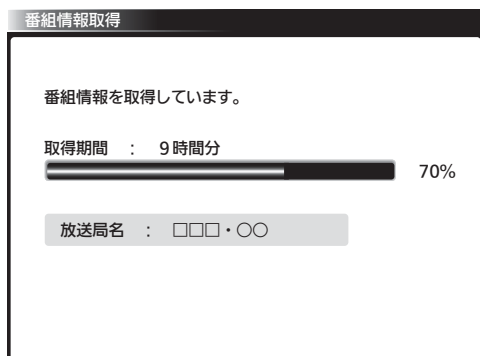 番組情報取得
番組情報を取得しています。
取得期間 : 9時間分
70%
放送局名 : □□□・○○